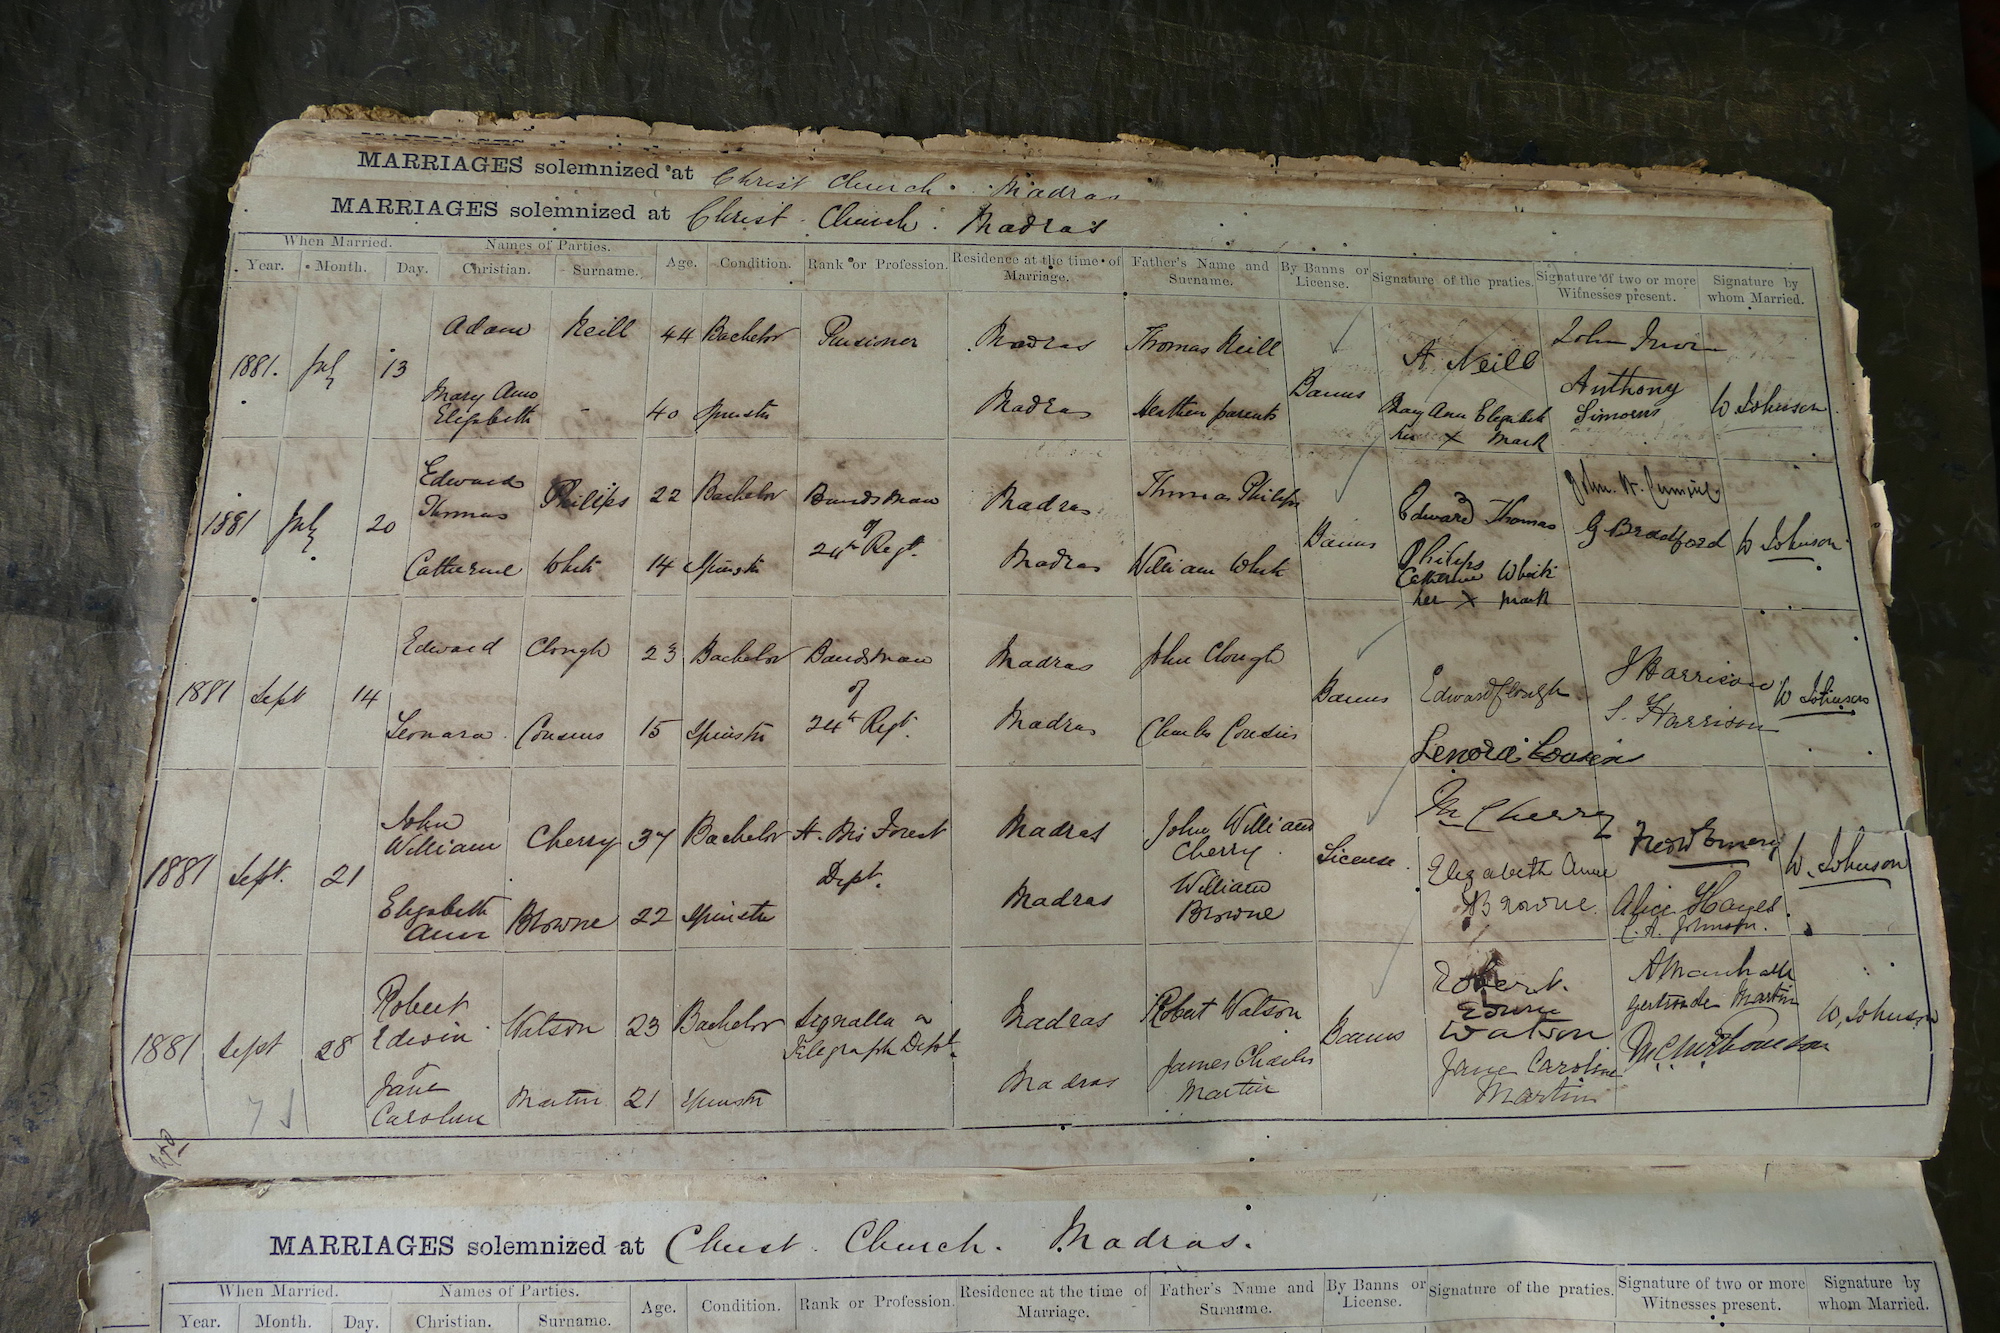 MARRIAGES solemnized at Christ Church. Madras
MARRIAGES solemnized at Christ Church. Madras
When Married. Names of Parties. Age. Condition. Rank or Profession. Residence at the time of Marriage. Father's Name and Surname. By Banns or License. Signature of the praties. Signature of two or more Witnesses present. Signature by whom Married.
Year. Month. Day. Christian. Surname.
Adam Neill 44 Bachelor Pensioner Madras Thomas Neill A Neill John
1881. July 13 Banns Anthony Simons W Johnson
Mary Ann Elizabeth - 40 Spinster Madras Heathen parents Mary Ann Elizabeth
her x mark
Edward Thomas Philips 22 Bachelor Bandsman Madras Thomas Philips Edward Thomas Philips John. W.
1881 July 20 of 24th Regt. Banns G Bradford W Johnson
Catherine White 14 Spinster Madras William White Catherine White
her x mark
Edward Clough 23 Bachelor Bandsman Madras John Clough Edward Clough J Harrison
1881 Sept 14 of Banns S. Harrison W Johnson
Leonara Cousins 15 Spinster 24th Regt. Madras Charles Cousins Cousins
John William Cherry 37 Bachelor Forest Madras John William Cherry Cherry
1881 Sept. 21 Dept. License. W. Johnson
Elizabeth Ann Browne 22 Spinster Madras William Browne Elizabeth Anne Browne Alice Hayes.
Johnson.
Robert Edwin Watson 23 Bachelor Signaller Madras Robert Watson Robert Edwin Watson Gertrude Martin
1881 Sept 28 Telegraph Dept. Banns W. Johnson
Jane Caroline Martin 21 Spinster Madras James Charles Martin Jane Caroline Martin
MARRIAGES solemnized at Christ Church. Madras.
When Married. Names of Parties. Age. Condition. Rank or Profession. Residence at the time of Marriage. Father's Name and Surname. By Banns or License. Signature of the praties. Signature of two or more Witnesses present. Signature by whom Married.
Year. Month. Day. Christian. Surname.